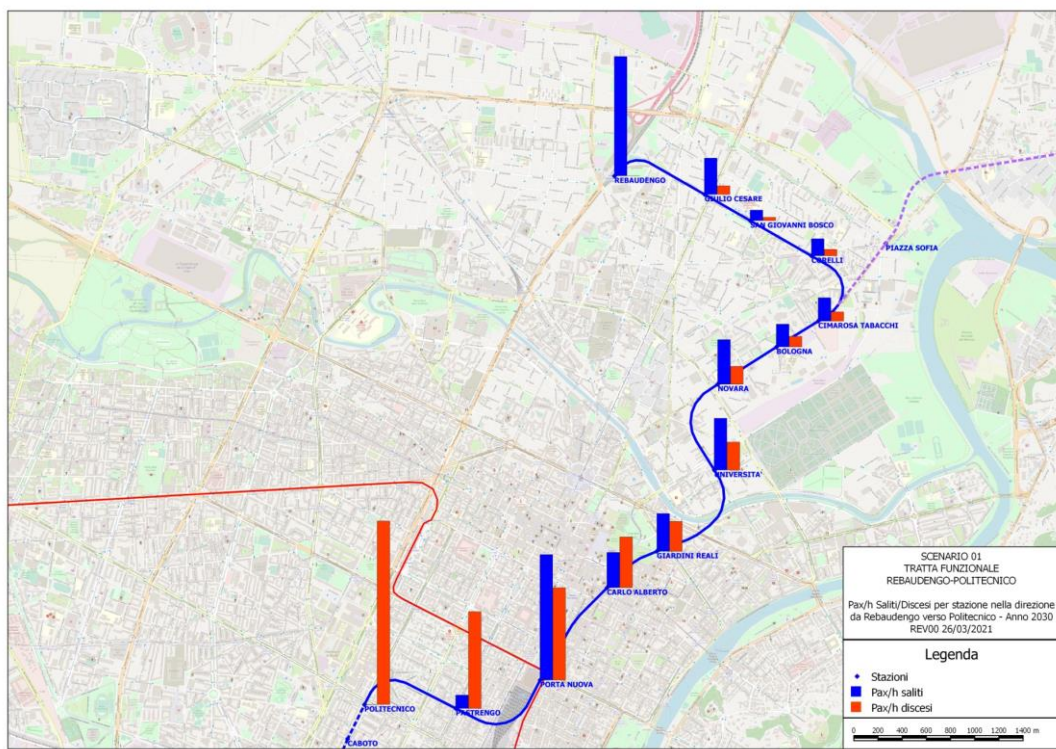 REBAUDENGO
GIULIO CESARE
SAN GIOVANNI BOSCO
CORELLI
PIAZZA SOFIA
CIMAROSA TABACCHI
BOLOGNA
NOVARA
UNIVERSITA'
GIARDINI REALI
CARLO ALBERTO
PORTA NUOVA
PASTRENGO
POLITECNICO
CABOTO
SCENARIO 01
TRATTA FUNZIONALE
REBAUDENGO-POLITECNICO
Pax/h Saliti/Discesi per stazione nella direzione
da Rebaudengo verso Politecnico - Anno 2030
REV00 26/03/2021
Legenda
Stazioni
Pax/h saliti
Pax/h discesi
0 200 400 600 800 1000 1200 1400 m